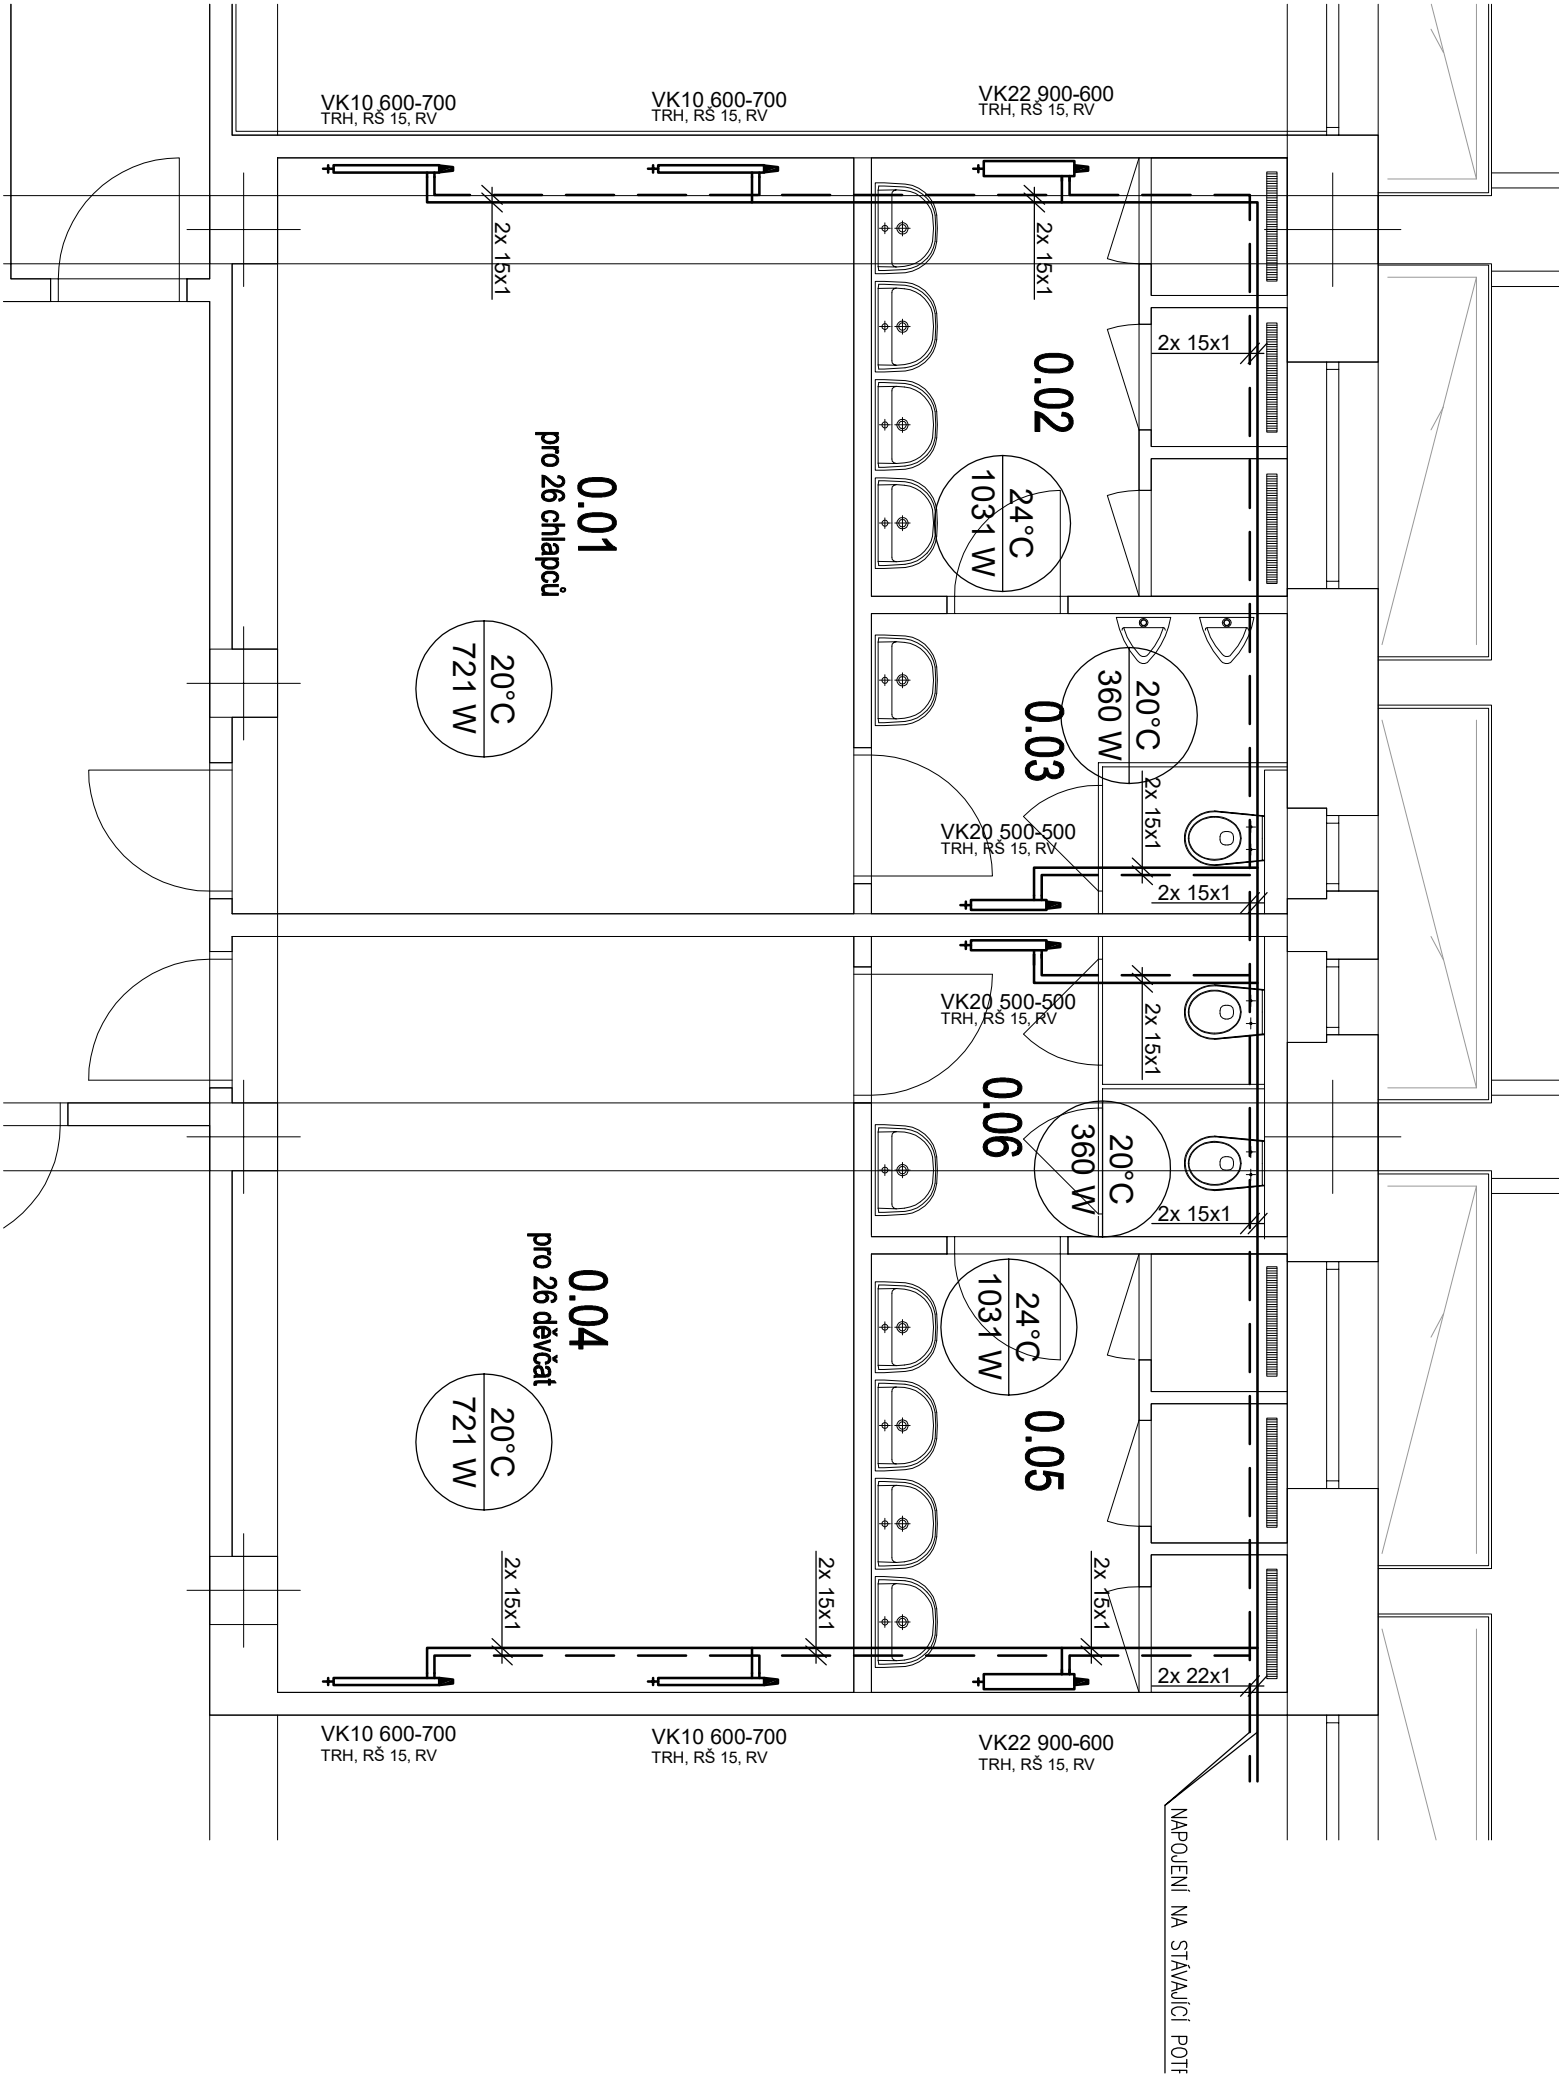 VK10 600-700
TRH, RŠ 15, RV
VK10 600-700
TRH, RŠ 15, RV
VK22 900-600
TRH, RŠ 15, RV
2x 15x1
2x 15x1
2x 15x1
0.02
24°C
1031 W
0.01
pro 26 chlapců
20°C
721 W
20°C
360 W
0.03
2x 15x1
VK20 500-500
TRH, RŠ 15, RV
2x 15x1
VK20 500-500
TRH, RŠ 15, RV
2x 15x1
0.06
20°C
360 W
2x 15x1
0.04
pro 26 děvčat
24°C
1031 W
0.05
20°C
721 W
2x 15x1
2x 15x1
2x 15x1
2x 22x1
VK10 600-700
TRH, RŠ 15, RV
VK10 600-700
TRH, RŠ 15, RV
VK22 900-600
TRH, RŠ 15, RV
NAPOJENÍ NA STÁVAJÍCÍ